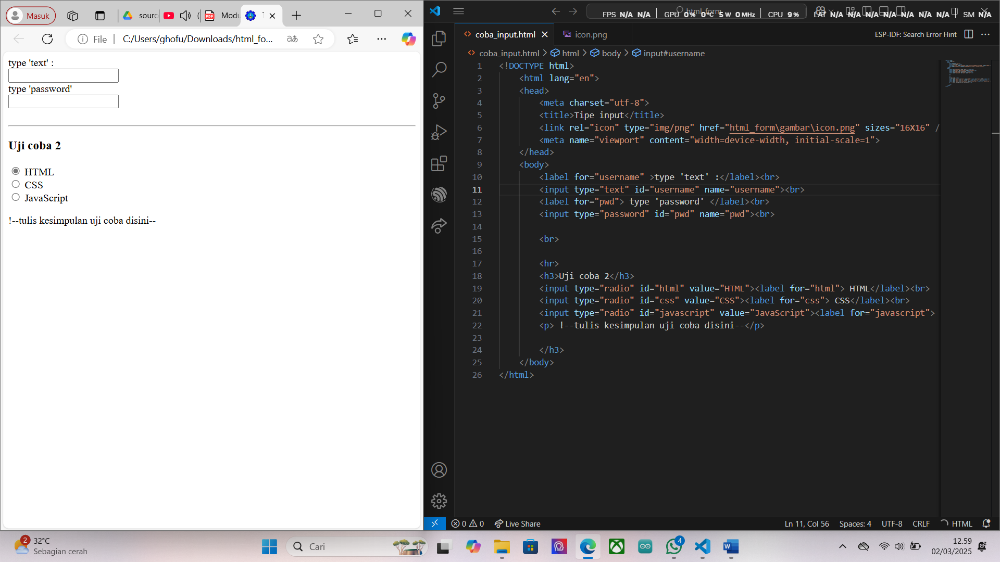 Masuk
sourc
Modu
T
File
C:/Users/ghofu/Downloads/html_fo...
type 'text' :
type 'password'
Uji coba 2
HTML
CSS
JavaScript
!--tulis kesimpulan uji coba disini--
FPS N/A N/A GPU 0 % 0 °C 5 W 0 MHz CPU 9 % LAT N/A N/A N/A N/A N/A N/A N/A SM N/A
html_form
coba_input.html
icon.png
ESP-IDF: Search Error Hint
coba_input.html > html > body > input#username
1 <!DOCTYPE html>
2 <html lang="en">
3 <head>
4 <meta charset="utf-8">
5 <title>Tipe input</title>
6 <link rel="icon" type="img/png" href="html_form\gambar\icon.png" sizes="16X16" /
7 <meta name="viewport" content="width=device-width, initial-scale=1">
8 </head>
9 <body>
10 <label for="username" >type 'text' :</label><br>
11 <input type="text" id="username" name="username"><br>
12 <label for="pwd"> type 'password' </label><br>
13 <input type="password" id="pwd" name="pwd"><br>
14
15 <br>
16
17 <hr>
18 <h3>Uji coba 2</h3>
19 <input type="radio" id="html" value="HTML"><label for="html"> HTML</label><br>
20 <input type="radio" id="css" value="CSS"><label for="css"> CSS</label><br>
21 <input type="radio" id="javascript" value="JavaScript"><label for="javascript">
22 <p> !--tulis kesimpulan uji coba disini--</p>
23
24 </h3>
25 </body>
26 </html>
0 0 Live Share
Ln 11, Col 56 Spaces: 4 UTF-8 CRLF HTML
2
32°C
Sebagian cerah
Cari
4
12.59
02/03/2025